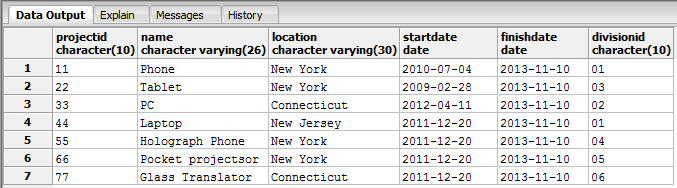 Data Output Explain Messages History
projectid name location startdate finishdate divisionid
character(10) character varying(26) character varying(30) date date character(10)
1 11 Phone New York 2010-07-04 2013-11-10 01
2 22 Tablet New York 2009-02-28 2013-11-10 03
3 33 PC Connecticut 2012-04-11 2013-11-10 02
4 44 Laptop New Jersey 2011-12-20 2013-11-10 01
5 55 Holograph Phone New York 2011-12-20 2013-11-10 04
6 66 Pocket projectsor New York 2011-12-20 2013-11-10 05
7 77 Glass Translator Connecticut 2011-12-20 2013-11-10 06